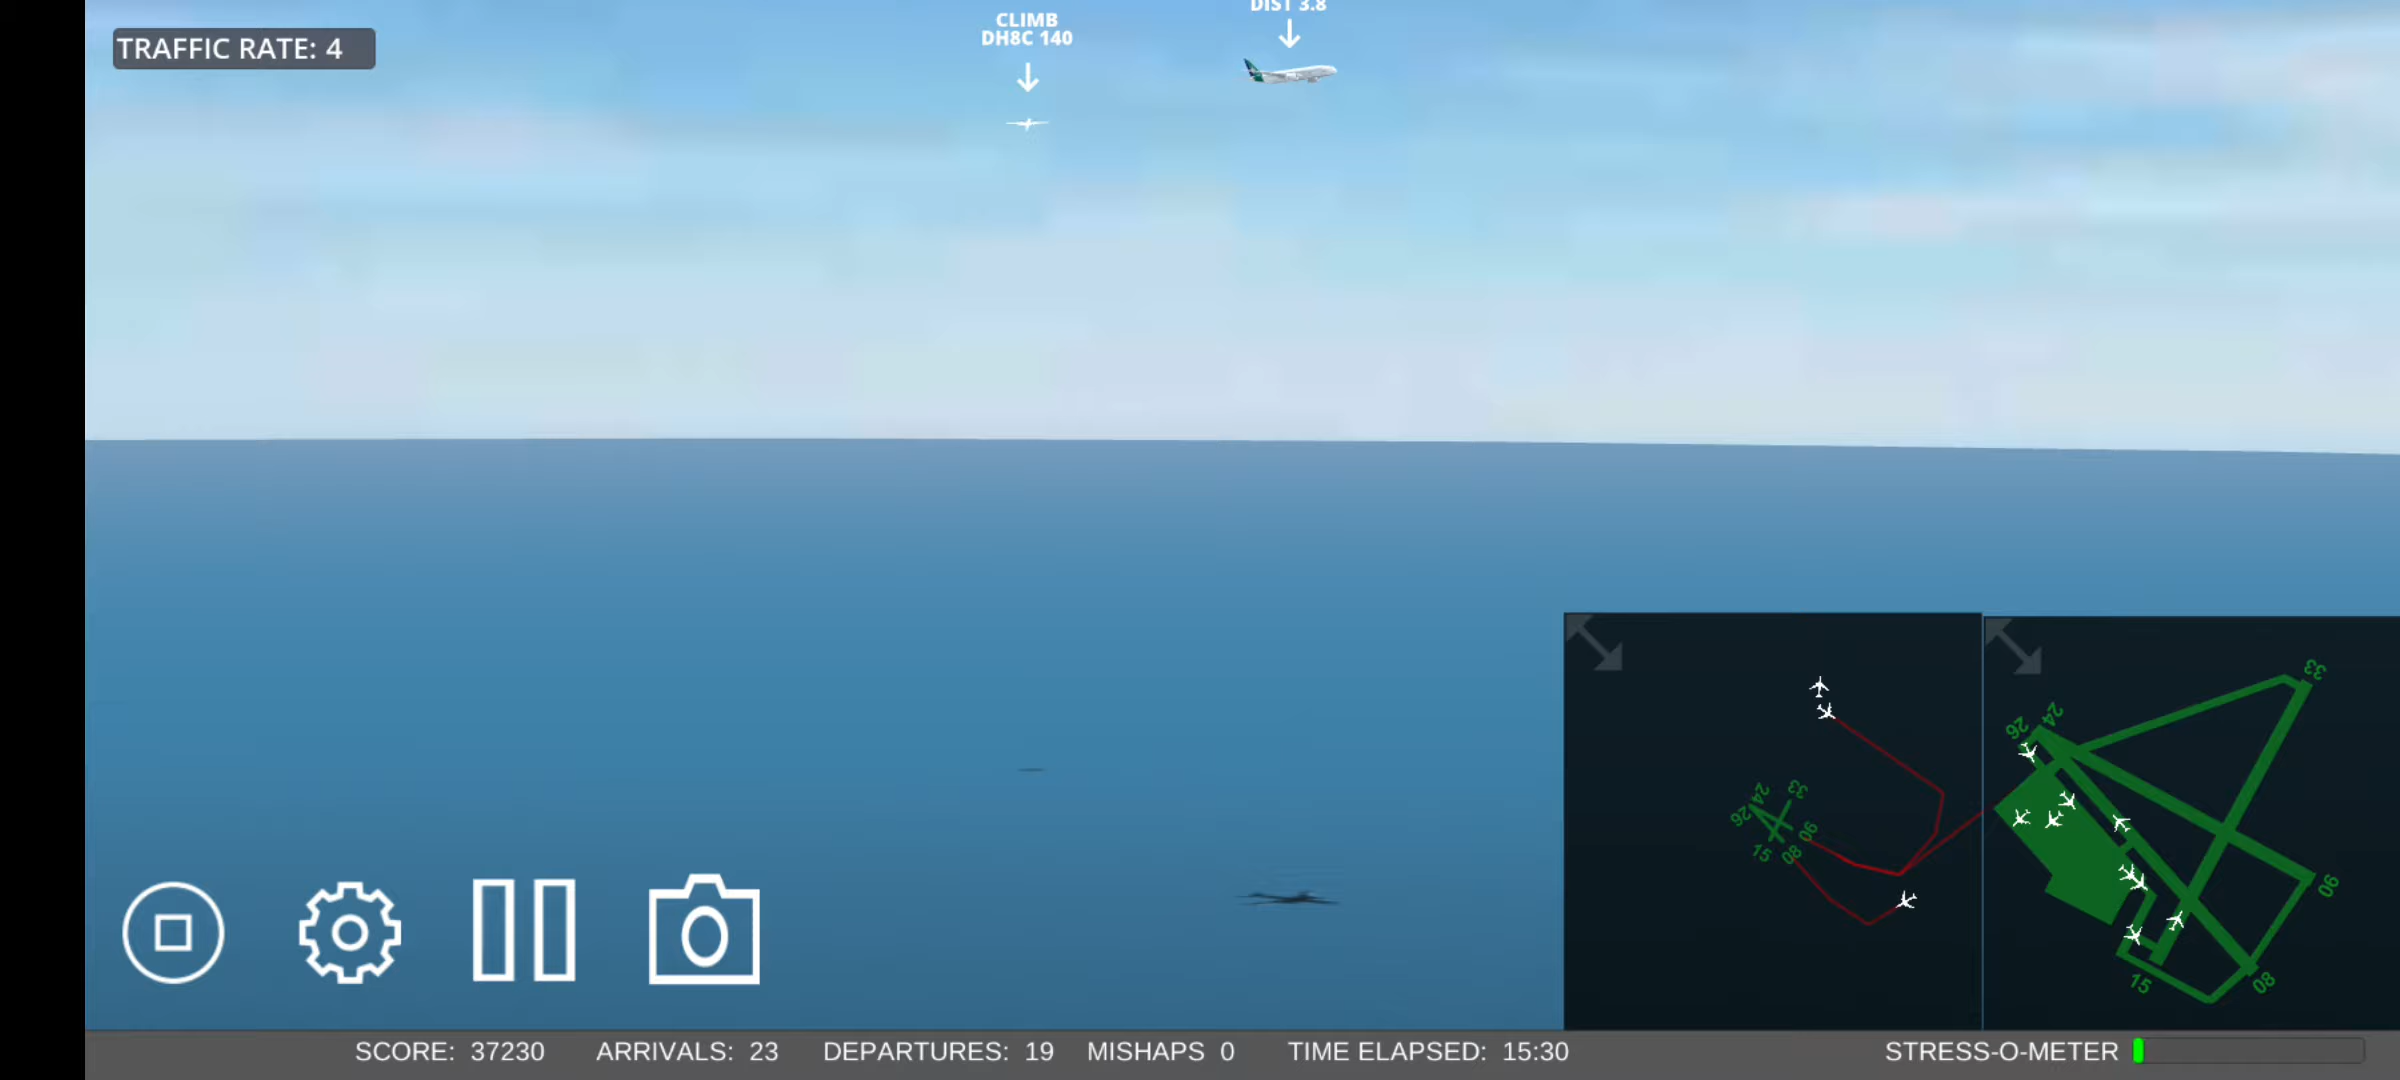 DIST 3.8
CLIMB
DH8C 140
TRAFFIC RATE: 4
33
24
26
33
24
26
06
15
08
06
15
08
SCORE: 37230
ARRIVALS: 23
DEPARTURES: 19
MISHAPS 0
TIME ELAPSED: 15:30
STRESS-O-METER